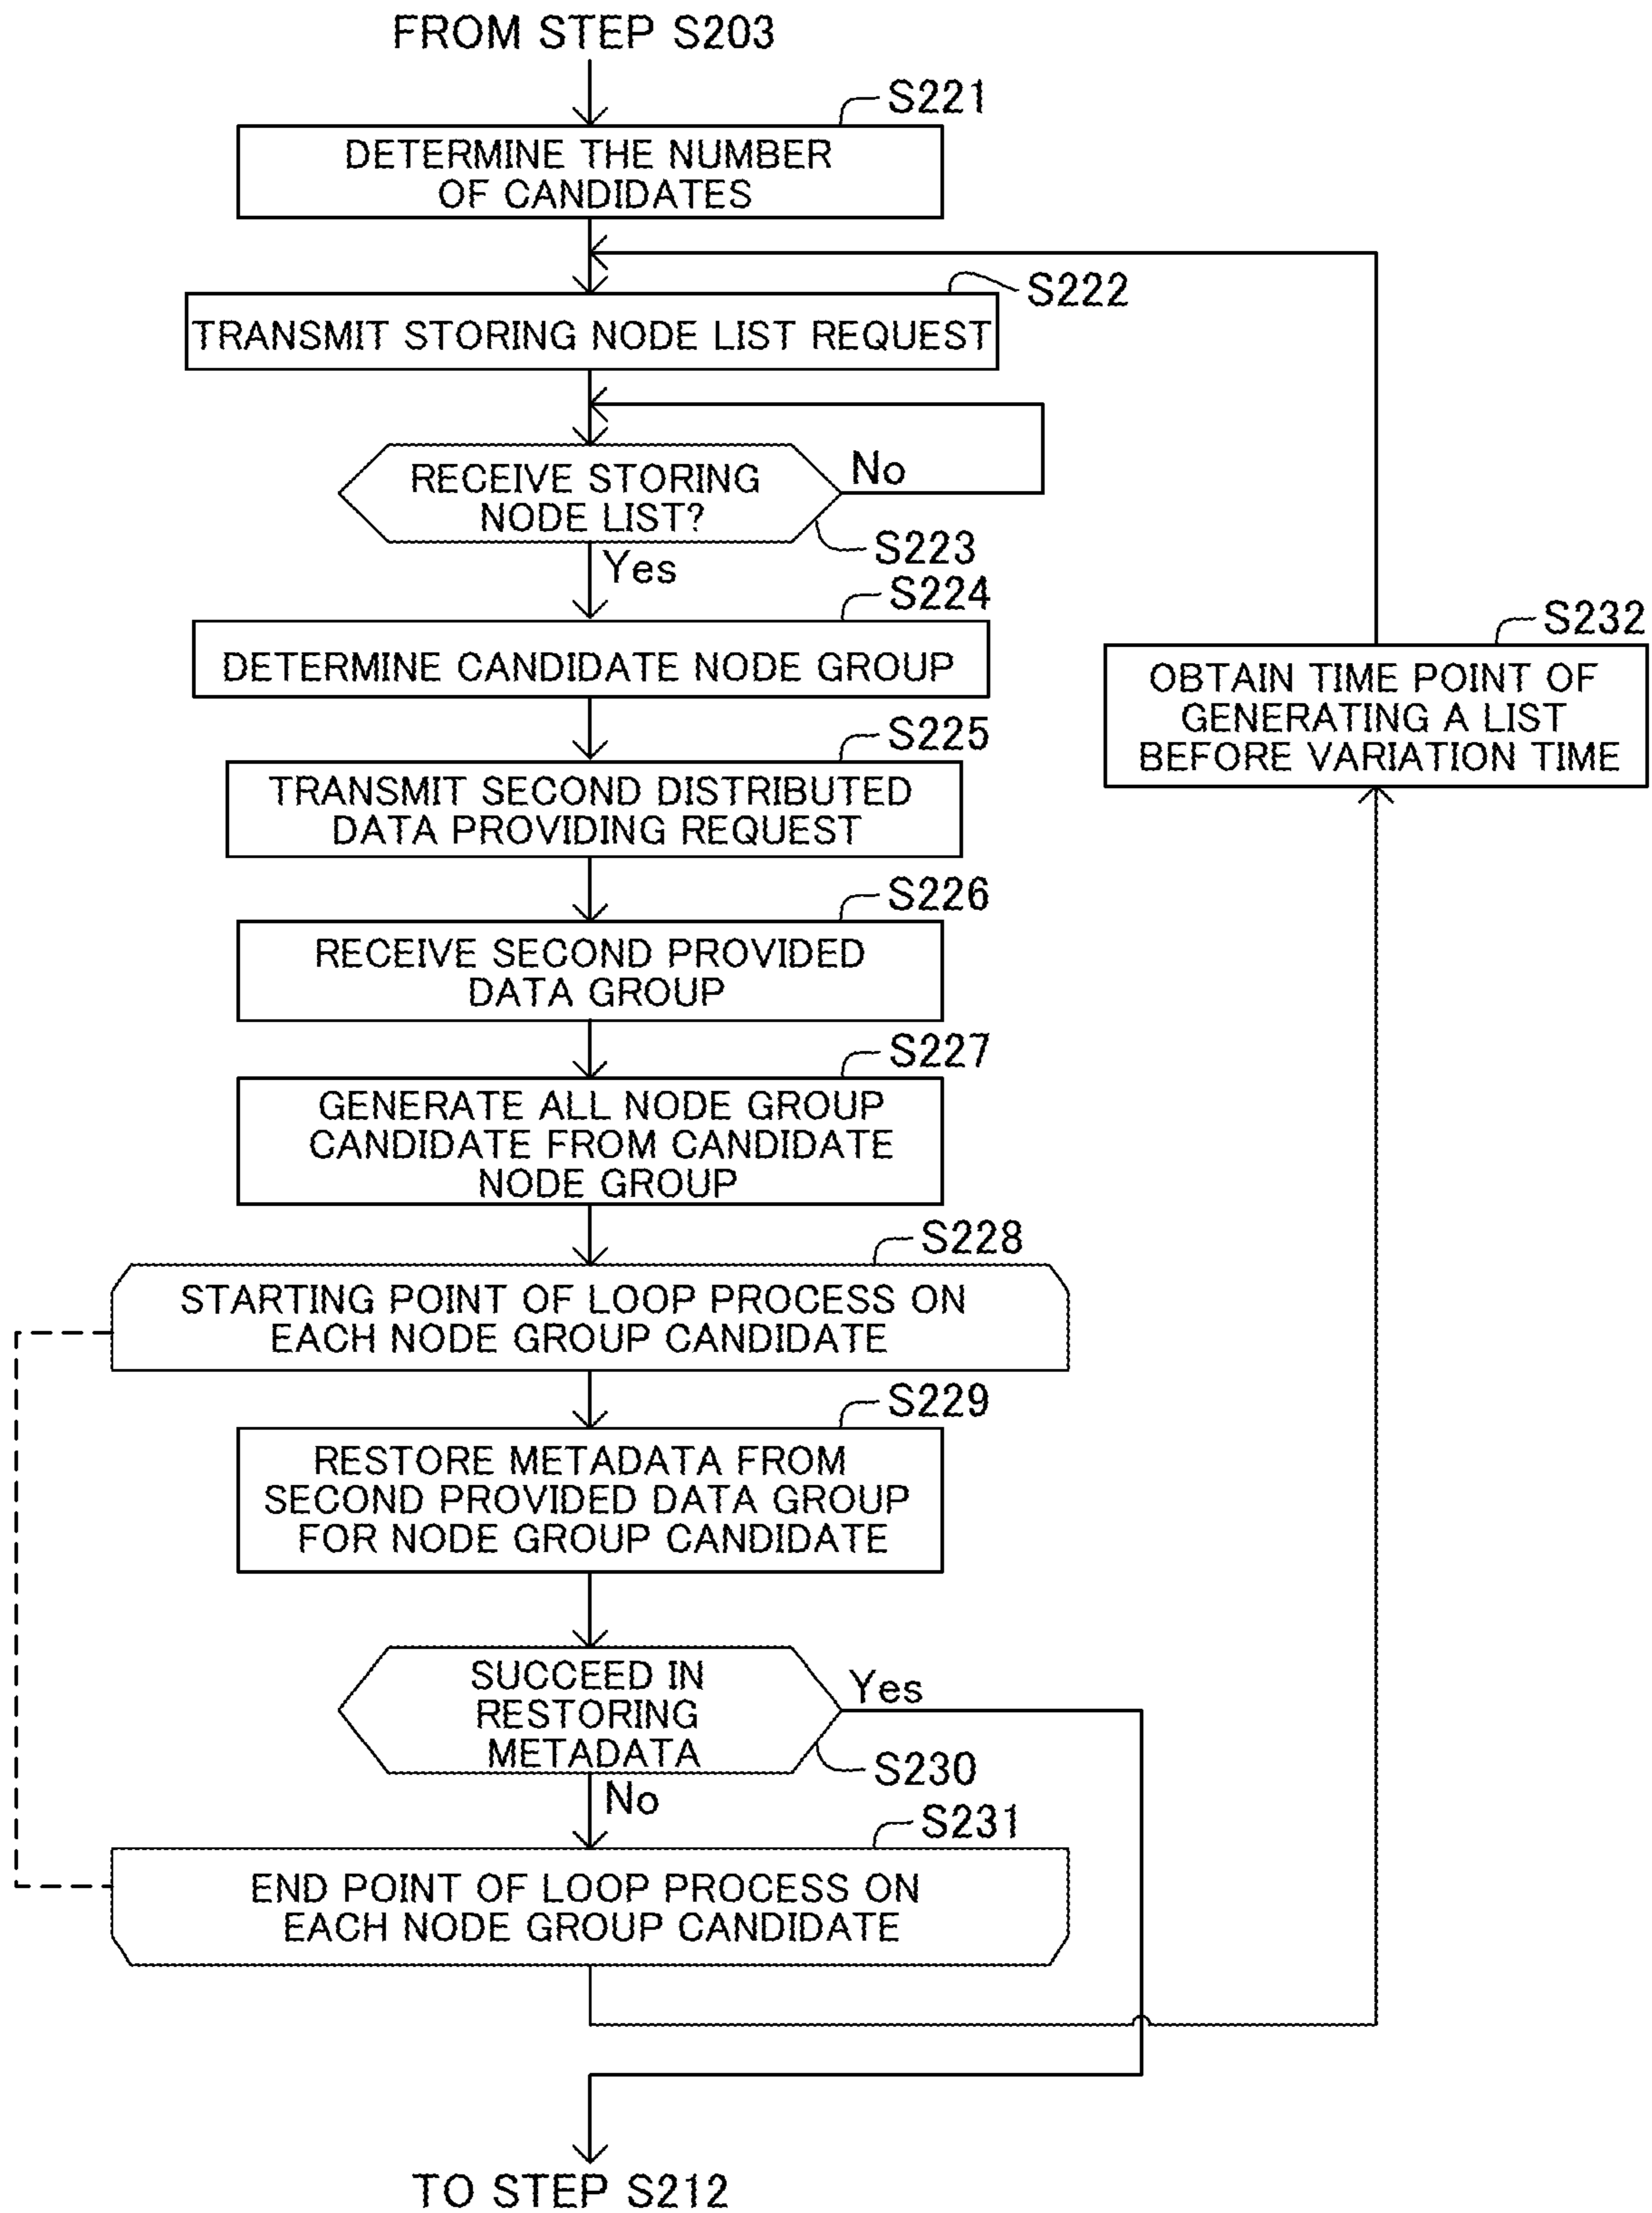 FROM STEP S203
S221
DETERMINE THE NUMBER
OF CANDIDATES
S222
TRANSMIT STORING NODE LIST REQUEST
RECEIVE STORING
NODE LIST?
No
S223
Yes
S224
DETERMINE CANDIDATE NODE GROUP
S232
OBTAIN TIME POINT OF
GENERATING A LIST
BEFORE VARIATION TIME
S225
TRANSMIT SECOND DISTRIBUTED
DATA PROVIDING REQUEST
S226
RECEIVE SECOND PROVIDED
DATA GROUP
S227
GENERATE ALL NODE GROUP
CANDIDATE FROM CANDIDATE
NODE GROUP
S228
STARTING POINT OF LOOP PROCESS ON
EACH NODE GROUP CANDIDATE
S229
RESTORE METADATA FROM
SECOND PROVIDED DATA GROUP
FOR NODE GROUP CANDIDATE
SUCCEED IN
RESTORING
METADATA
Yes
S230
No
S231
END POINT OF LOOP PROCESS ON
EACH NODE GROUP CANDIDATE
TO STEP S212